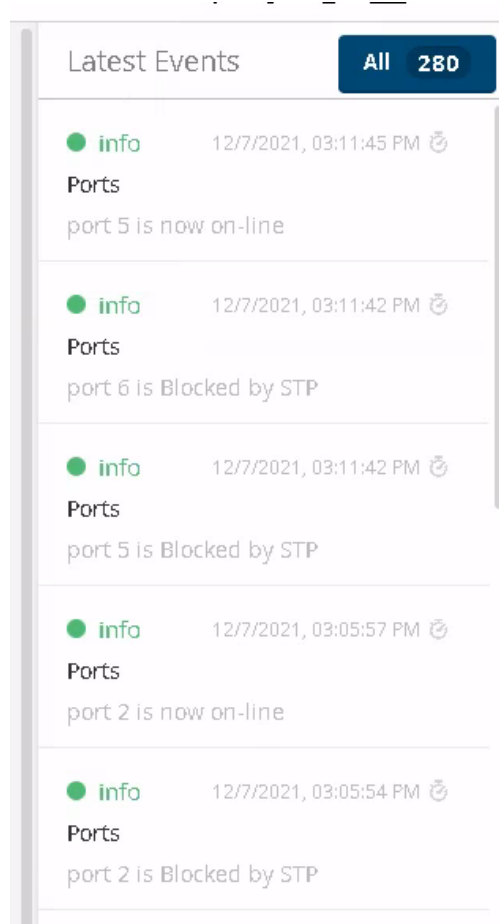 Latest Events All 280
info 12/7/2021, 03:11:45 PM
Ports
port 5 is now on-line
info 12/7/2021, 03:11:42 PM
Ports
port 6 is Blocked by STP
info 12/7/2021, 03:11:42 PM
Ports
port 5 is Blocked by STP
info 12/7/2021, 03:05:57 PM
Ports
port 2 is now on-line
info 12/7/2021, 03:05:54 PM
Ports
port 2 is Blocked by STP